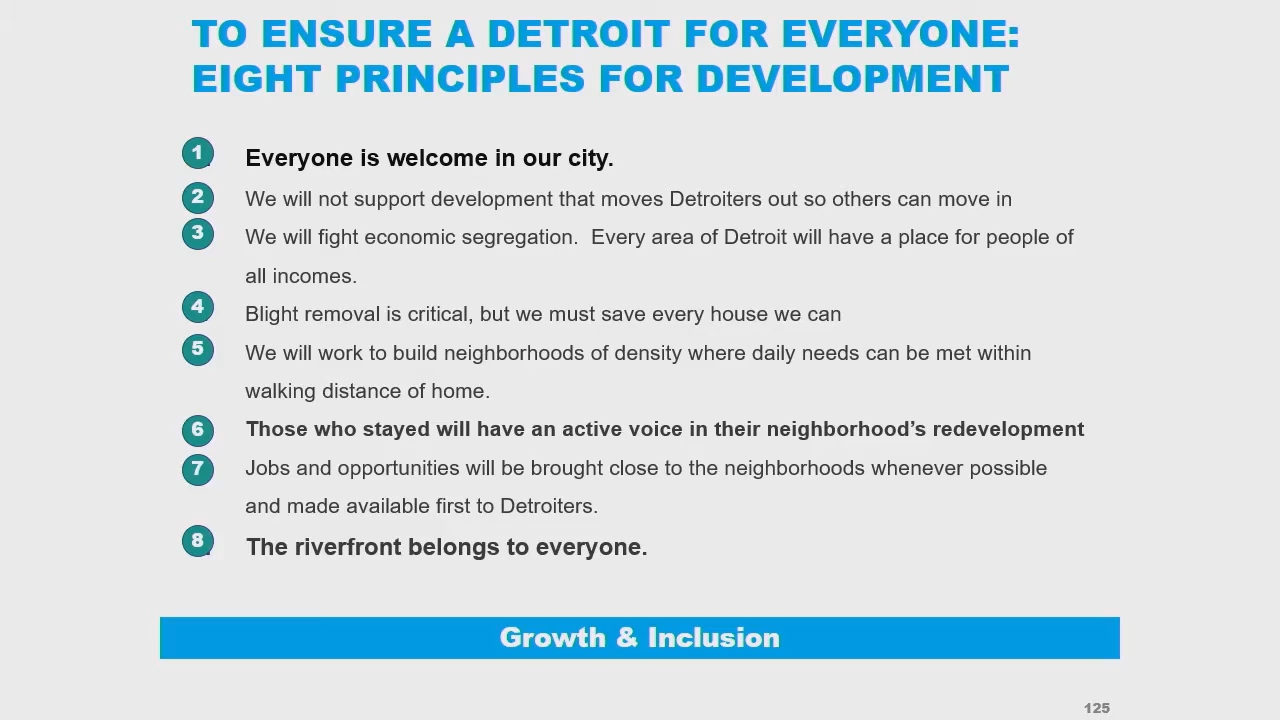 TO ENSURE A DETROIT FOR EVERYONE:
EIGHT PRINCIPLES FOR DEVELOPMENT
1 Everyone is welcome in our city.
2 We will not support development that moves Detroiters out so others can move in
3 We will fight economic segregation.  Every area of Detroit will have a place for people of
all incomes.
4 Blight removal is critical, but we must save every house we can
5 We will work to build neighborhoods of density where daily needs can be met within
walking distance of home.
6 Those who stayed will have an active voice in their neighborhood’s redevelopment
7 Jobs and opportunities will be brought close to the neighborhoods whenever possible
and made available first to Detroiters.
8 The riverfront belongs to everyone.
Growth & Inclusion
125